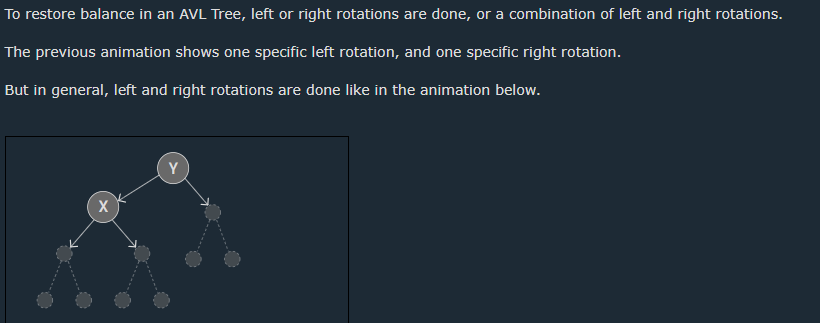 To restore balance in an AVL Tree, left or right rotations are done, or a combination of left and right rotations.
The previous animation shows one specific left rotation, and one specific right rotation.
But in general, left and right rotations are done like in the animation below.
Y
X